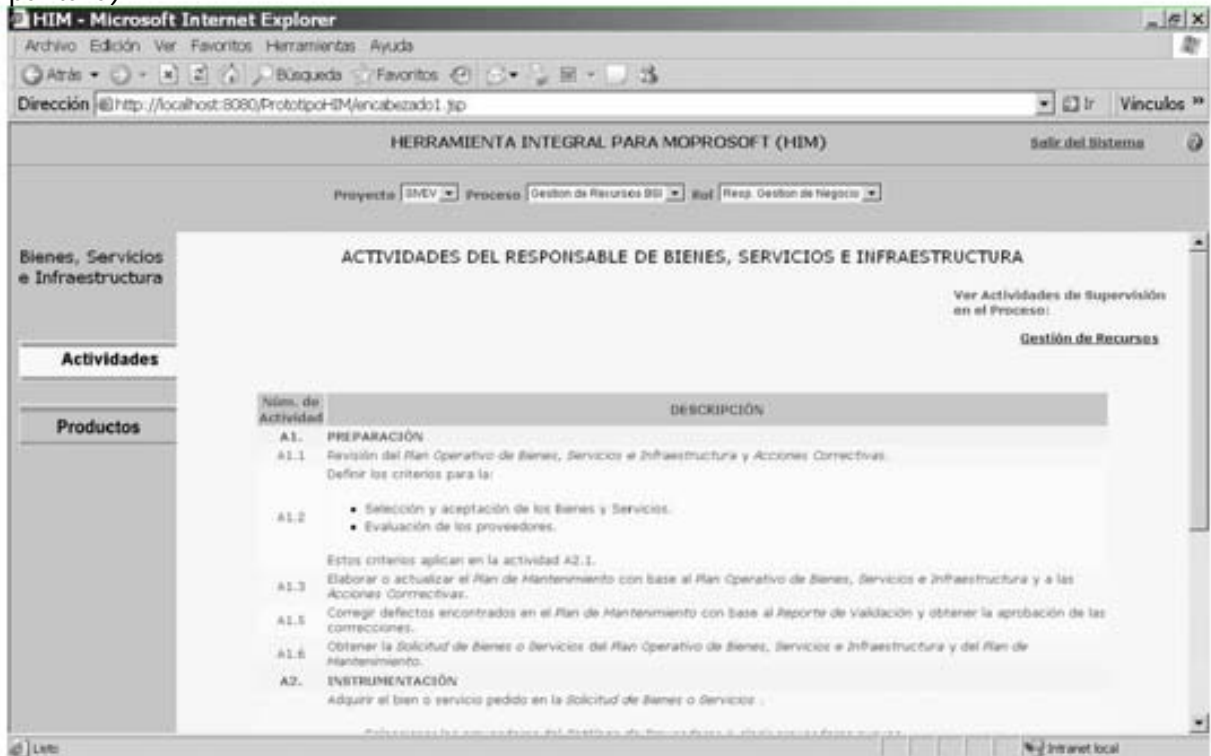 HIM - Microsoft Internet Explorer
Archivo Edición Ver Favoritos Herramientas Ayuda
Atrás Búsqueda Favoritos
Dirección http://localhost:8080/PrototipoHIM/encabezado1.jsp Ir Vínculos »
HERRAMIENTA INTEGRAL PARA MOPROSOFT (HIM) Salir del Sistema
Proyecto Proceso Gestion de Recursos BSI Rol Resp. Gestion de Negocio
Bienes, Servicios
e Infraestructura
ACTIVIDADES DEL RESPONSABLE DE BIENES, SERVICIOS E INFRAESTRUCTURA
Ver Actividades de Supervisión
en el Proceso:
Gestión de Recursos
Actividades
Productos
Núm. de
Actividad
DESCRIPCIÓN
A1. PREPARACIÓN
A1.1 Revisión del Plan Operativo de Bienes, Servicios e Infraestructura y Acciones Correctivas.
A1.2 Definir los criterios para la:
• Selección y aceptación de los Bienes y Servicios.
• Evaluación de los proveedores.
Estos criterios aplican en la actividad A2.1.
A1.3 Elaborar o actualizar el Plan de Mantenimiento con base al Plan Operativo de Bienes, Servicios e Infraestructura y a las
Acciones Correctivas.
A1.5 Corregir defectos encontrados en el Plan de Mantenimiento con base al Reporte de Validación y obtener la aprobación de las
correcciones.
A1.6 Obtener la Solicitud de Bienes o Servicios del Plan Operativo de Bienes, Servicios e Infraestructura y del Plan de
Mantenimiento.
A2. INSTRUMENTACIÓN
Adquirir el bien o servicio pedido en la Solicitud de Bienes o Servicios .
Listo Intranet local